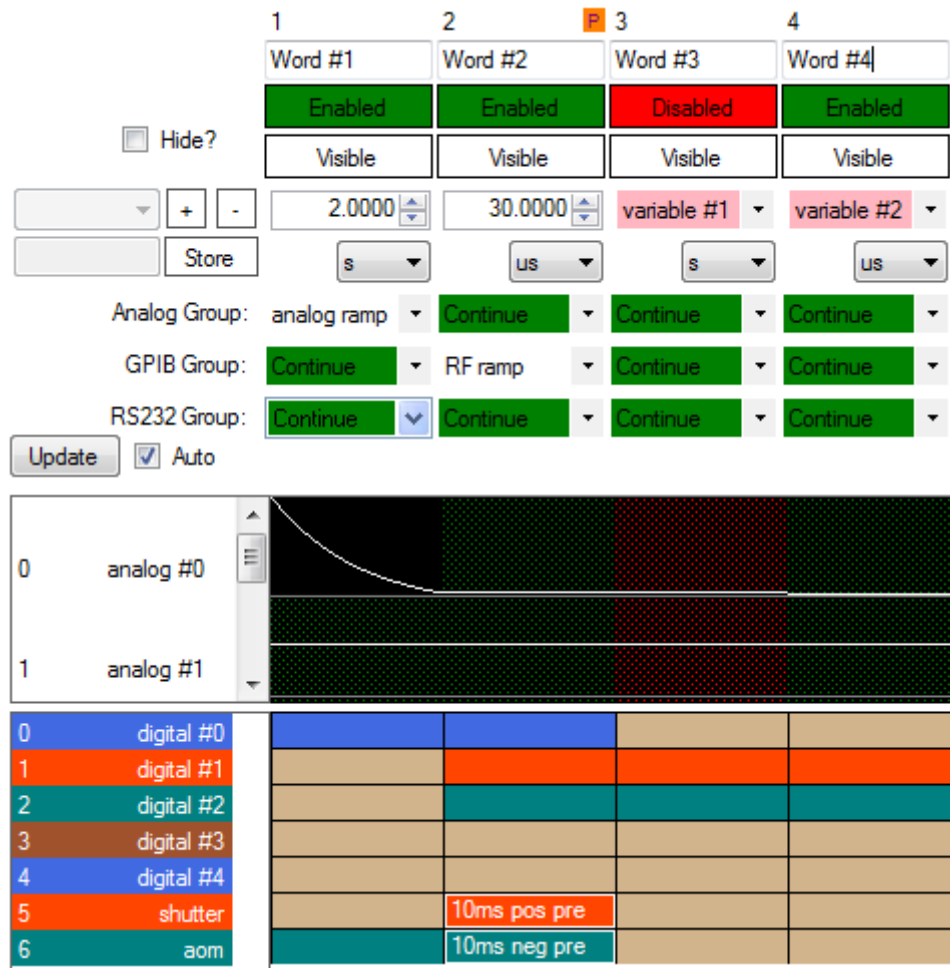 1 2 P 3 4
Word #1 Word #2 Word #3 Word #4
Enabled Enabled Disabled Enabled
Hide?
Visible Visible Visible Visible
+ - 2.0000 30.0000 variable #1 variable #2
Store s us s us
Analog Group: analog ramp Continue Continue Continue
GPIB Group: Continue RF ramp Continue Continue
RS232 Group: Continue Continue Continue Continue
Update Auto
0 analog #0
1 analog #1
0 digital #0
1 digital #1
2 digital #2
3 digital #3
4 digital #4
5 shutter 10ms pos pre
6 aom 10ms neg pre